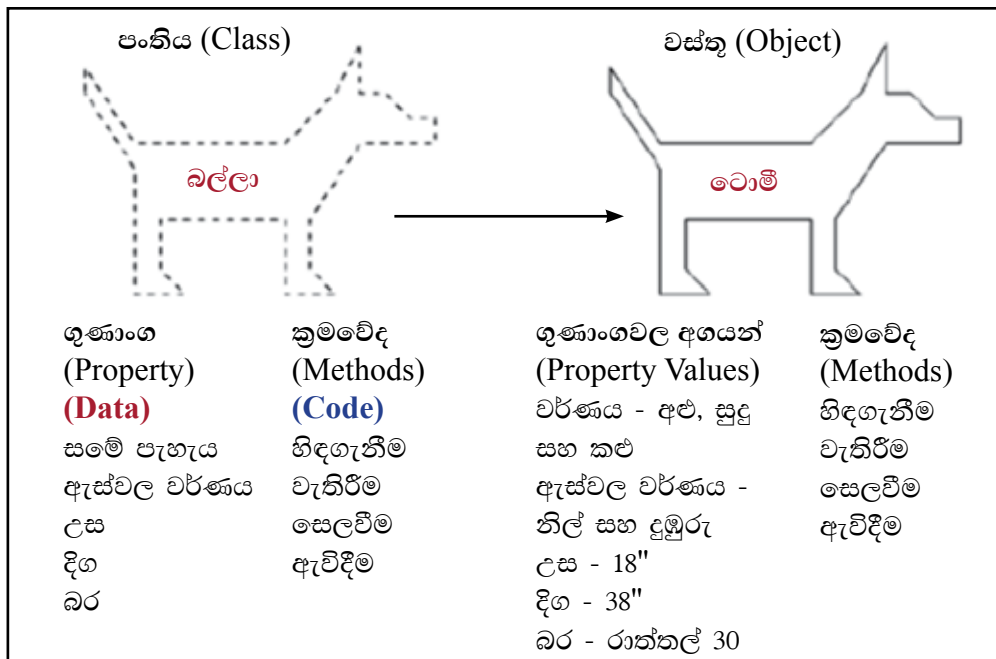 පංතිය (Class)
වස්තු (Object)
බල්ලා
ටොමී
ගුණාංග
(Property)
(Data)
සමේ පැහැය
ඇස්වල වර්ණය
උස
දිග
බර
ක්‍රමවේද
(Methods)
(Code)
හිඳගැනීම
වැතිරීම
සෙලවීම
ඇවිදීම
ගුණාංගවල අගයන්
(Property Values)
වර්ණය - අළු, සුදු
සහ කළු
ඇස්වල වර්ණය -
නිල් සහ දුඹුරු
උස - 18"
දිග - 38"
බර - රාත්තල් 30
ක්‍රමවේද
(Methods)
හිඳගැනීම
වැතිරීම
සෙලවීම
ඇවිදීම